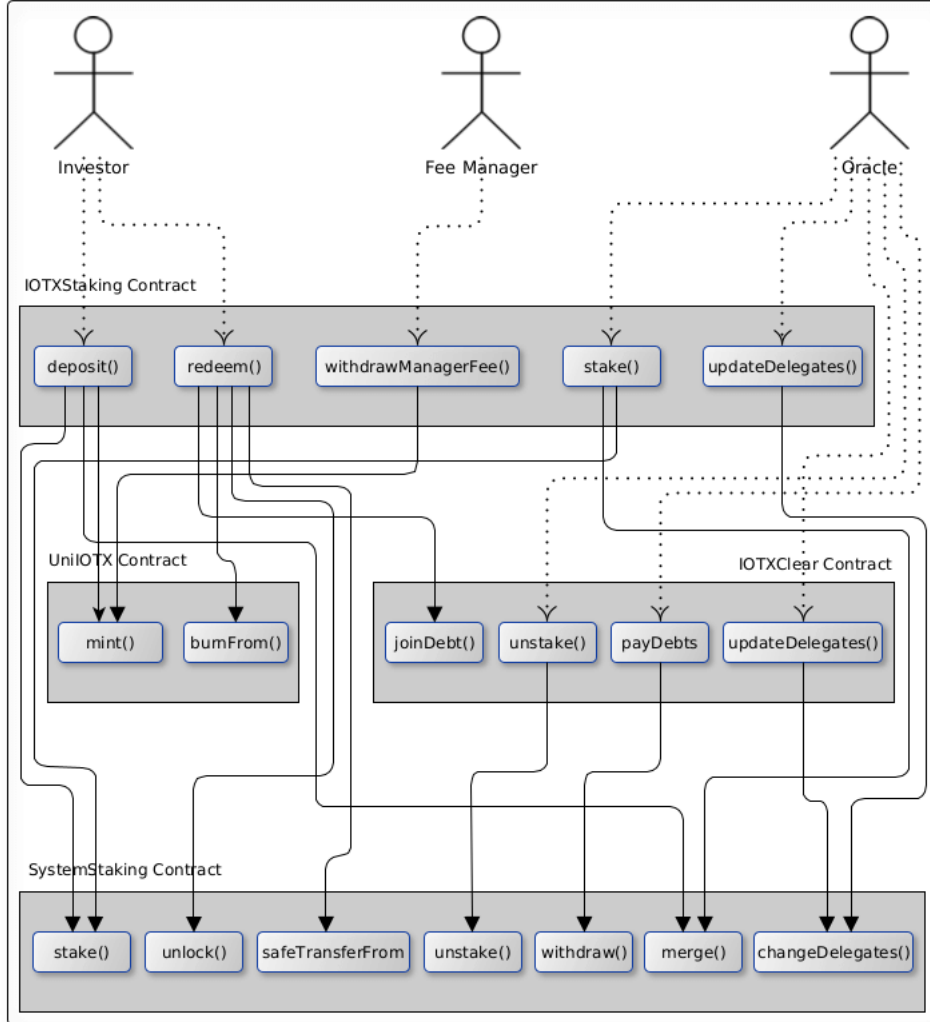 Investor
Fee Manager
Oracle
IOTXStaking Contract
deposit()
redeem()
withdrawManagerFee()
stake()
updateDelegates()
UniIOTX Contract
IOTXClear Contract
mint()
burnFrom()
joinDebt()
unstake()
payDebts
updateDelegates()
SystemStaking Contract
stake()
unlock()
safeTransferFrom
unstake()
withdraw()
merge()
changeDelegates()